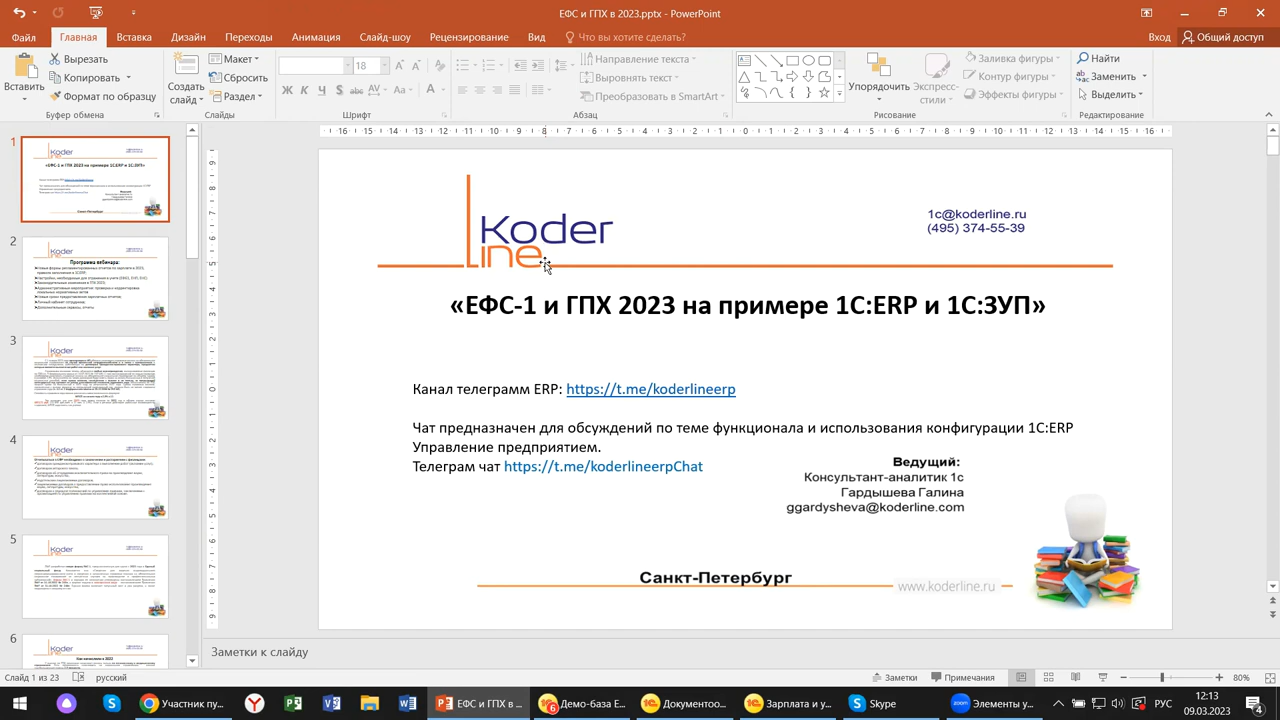 ЕФС и ГПХ в 2023.pptx - PowerPoint
Файл
Главная
Вставка
Дизайн
Переходы
Анимация
Слайд-шоу
Рецензирование
Вид
Что вы хотите сделать?
Вход
Общий доступ
Вставить
Вырезать
Копировать
Формат по образцу
Буфер обмена
Создать слайд
Макет
Сбросить
Раздел
Слайды
18
Шрифт
Направление текста
Выровнять текст
Преобразовать в SmartArt
Абзац
Упорядочить
Экспресс-стили
Заливка фигуры
Контур фигуры
Эффекты фигуры
Рисование
Найти
Заменить
Выделить
Редактирование
1
2
Программа вебинара:
3
4
5
6
Koder
line
1c@koderline.ru
(495) 374-55-39
«ЕФС-1 и ГПХ 2023 на примере 1С:ERP и 1С:ЗУП»
Канал телеграмм ERP: https://t.me/koderlineerp
Чат предназначен для обсуждений по теме функционала и использования конфигурации 1С:ERP
Управление предприятием.
Телеграм чат https://t.me/koderlineerpChat
Ведущий:
Консультант-аналитик 1с
Гардышева Галина
ggardysheva@koderline.com
Санкт-Петербург
www.koderline.ru
Заметки к слайду
Слайд 1 из 23
русский
Заметки
Примечания
80%
Участник пу...
ЕФС и ГПХ в ...
Демо-база E...
Документоо...
Зарплата и у...
Skype
Элементы у...
РУС
12:13
09.03.2023